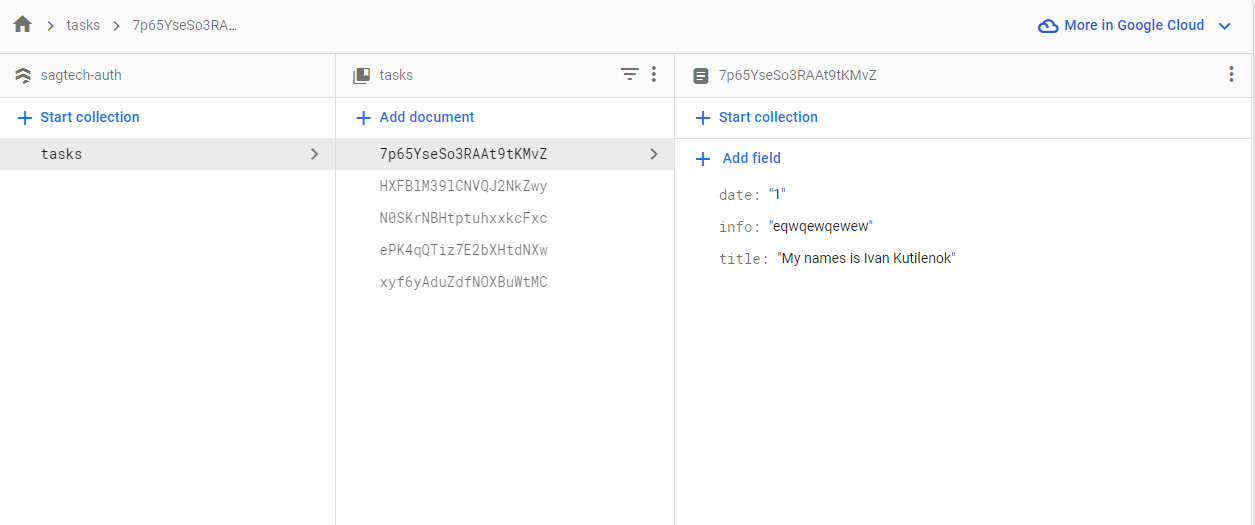 tasks
7p65YseSo3RA...
More in Google Cloud
sagtech-auth
tasks
7p65YseSo3RAAt9tKMvZ
Start collection
Add document
Start collection
tasks
7p65YseSo3RAAt9tKMvZ
Add field
HXFBlM39lCNVQJ2NkZwy
date: "1"
N0SKrNBHtptuhxxkcFxc
info: "eqwqewqewew"
ePK4qQTiz7E2bXHtdNXw
title: "My names is Ivan Kutilenok"
xyf6yAduZdfNOXBuWtMC